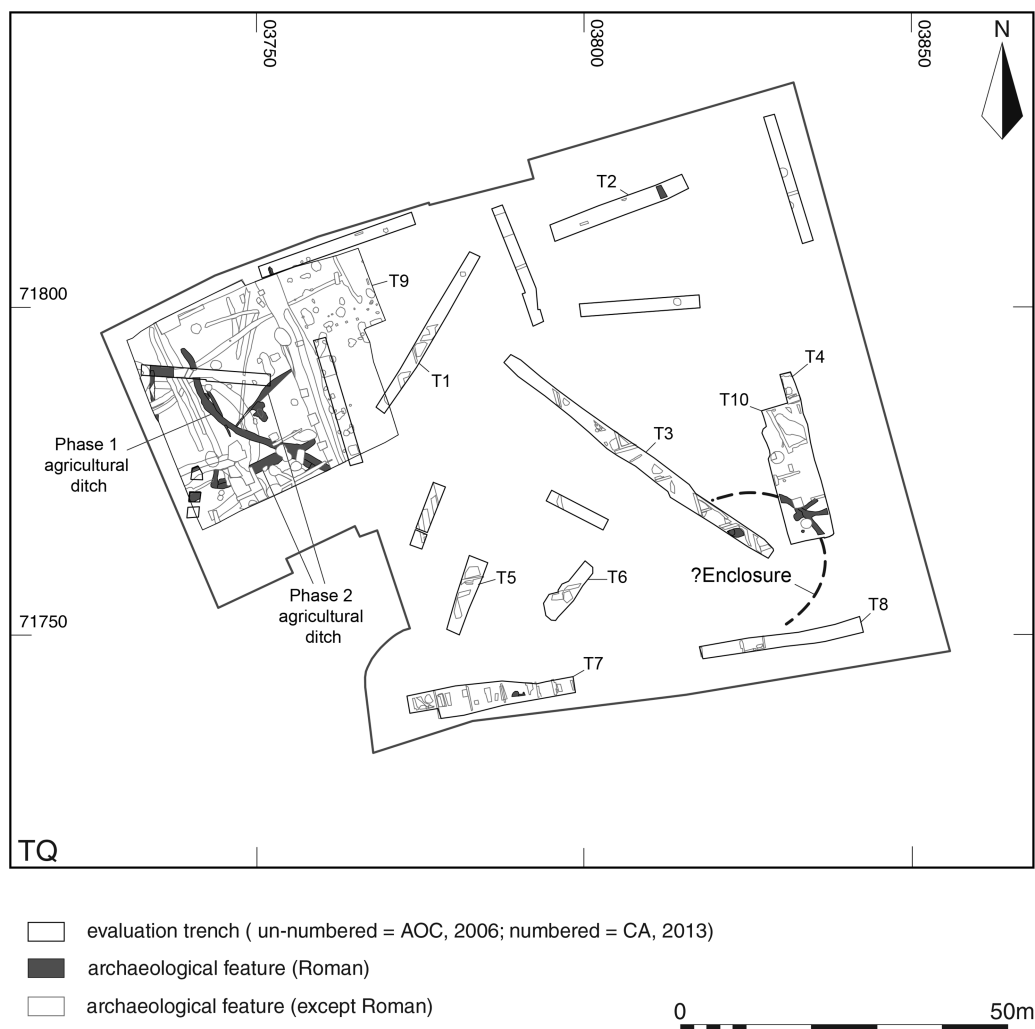 03750
03800
03850
N
T2
71800
T9
T1
T4
T10
T3
Phase 1
agricultural
ditch
?Enclosure
T5
T6
T8
Phase 2
agricultural
ditch
71750
T7
TQ
evaluation trench ( un-numbered = AOC, 2006; numbered = CA, 2013)
archaeological feature (Roman)
archaeological feature (except Roman)
0
50m